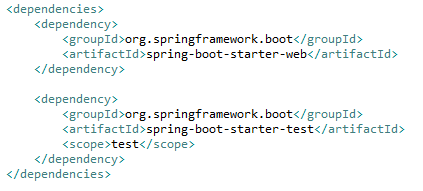 <dependencies>
    <dependency>
        <groupId>org.springframework.boot</groupId>
        <artifactId>spring-boot-starter-web</artifactId>
    </dependency>

    <dependency>
        <groupId>org.springframework.boot</groupId>
        <artifactId>spring-boot-starter-test</artifactId>
        <scope>test</scope>
    </dependency>
</dependencies>